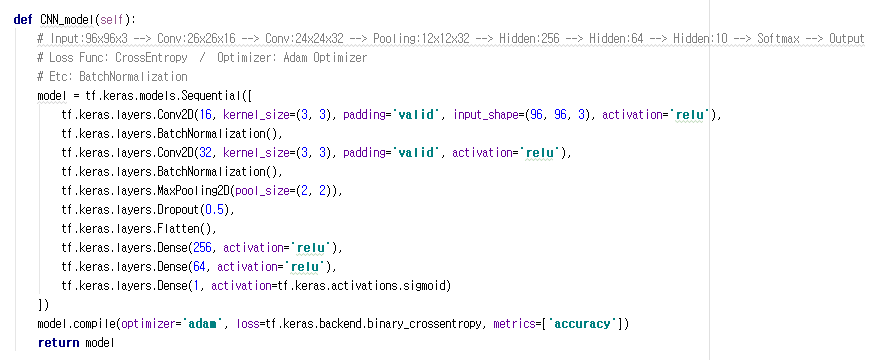 def CNN_model(self):
    # Input:96x96x3 --> Conv:26x26x16 --> Conv:24x24x32 --> Pooling:12x12x32 --> Hidden:256 --> Hidden:64 --> Hidden:10 --> Softmax --> Output
    # Loss Func: CrossEntropy  /  Optimizer: Adam Optimizer
    # Etc: BatchNormalization
    model = tf.keras.models.Sequential([
        tf.keras.layers.Conv2D(16, kernel_size=(3, 3), padding='valid', input_shape=(96, 96, 3), activation='relu'),
        tf.keras.layers.BatchNormalization(),
        tf.keras.layers.Conv2D(32, kernel_size=(3, 3), padding='valid', activation='relu'),
        tf.keras.layers.BatchNormalization(),
        tf.keras.layers.MaxPooling2D(pool_size=(2, 2)),
        tf.keras.layers.Dropout(0.5),
        tf.keras.layers.Flatten(),
        tf.keras.layers.Dense(256, activation='relu'),
        tf.keras.layers.Dense(64, activation='relu'),
        tf.keras.layers.Dense(1, activation=tf.keras.activations.sigmoid)
    ])
    model.compile(optimizer='adam', loss=tf.keras.backend.binary_crossentropy, metrics=['accuracy'])
    return model